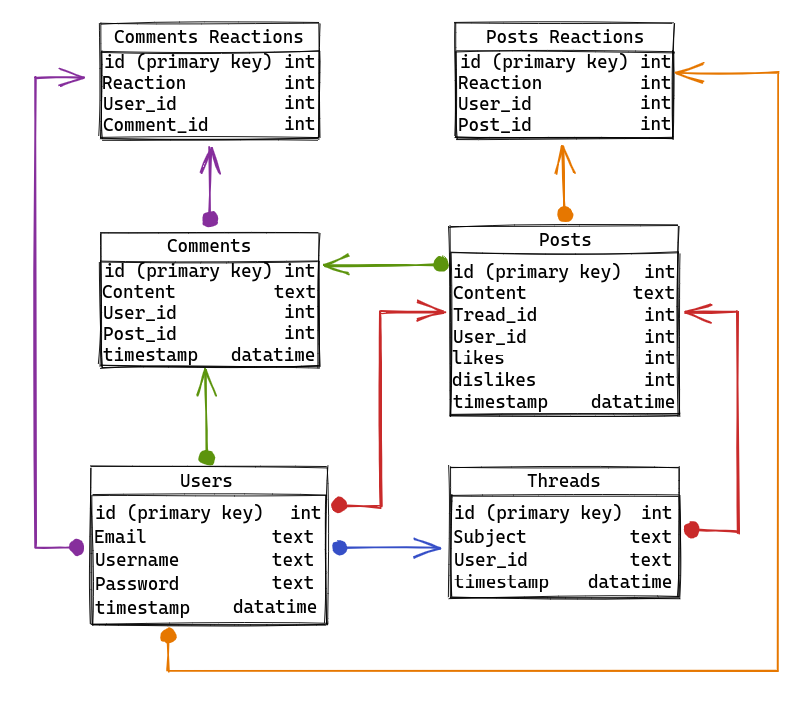 Comments Reactions
id (primary key) int
Reaction int
User_id int
Comment_id int
Posts Reactions
id (primary key) int
Reaction int
User_id int
Post_id int
Comments
id (primary key) int
Content text
User_id int
Post_id int
timestamp datatime
Posts
id (primary key) int
Content text
Tread_id int
User_id int
likes int
dislikes int
timestamp datatime
Users
id (primary key) int
Email text
Username text
Password text
timestamp datatime
Threads
id (primary key) int
Subject text
User_id text
timestamp datatime